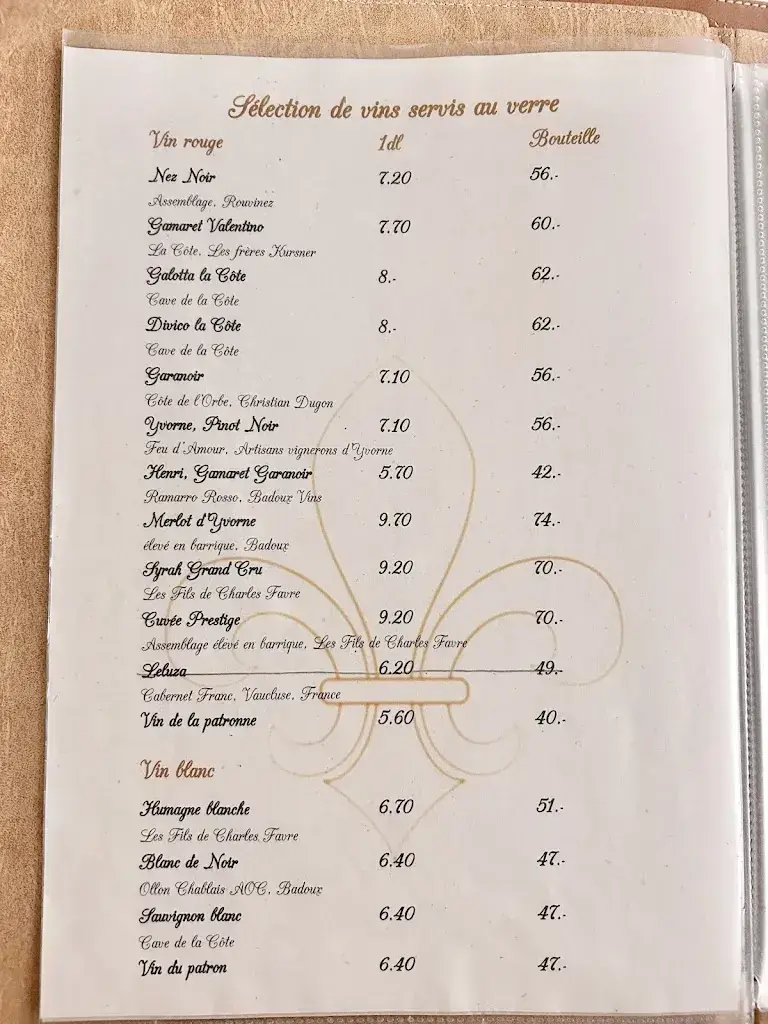 Sélection de vins servis au verre
Vin rouge 1dl Bouteille
Nez Noir 7.20 56.-
Assemblage, Rouvinez
Gamaret Valentino 7.70 60.-
La Côte, Les frères Kursner
Galotta la Côte 8.- 62.-
Cave de la Côte
Divico la Côte 8.- 62.-
Cave de la Côte
Garanoir 7.10 56.-
Côte de l'Orbe, Christian Dugon
Yvorne, Pinot Noir 7.10 56.-
Feu d'Amour, Artisans vignerons d'Yvorne
Henri, Gamaret Garanoir 5.70 42.-
Ramarro Rosso, Badoux Vins
Merlot d'Yvorne 9.70 74.-
élevé en barrique, Badoux
Syrah Grand Cru 9.20 70.-
Les Fils de Charles Favre
Cuvée Prestige 9.20 70.-
Assemblage élevé en barrique, Les Fils de Charles Favre
Leluza 6.20 49.-
Cabernet Franc, Vaucluse, France
Vin de la patronne 5.60 40.-
Vin blanc
Humagne blanche 6.70 51.-
Les Fils de Charles Favre
Blanc de Noir 6.40 47.-
Ollon Chablais AOC, Badoux
Sauvignon blanc 6.40 47.-
Cave de la Côte
Vin du patron 6.40 47.-